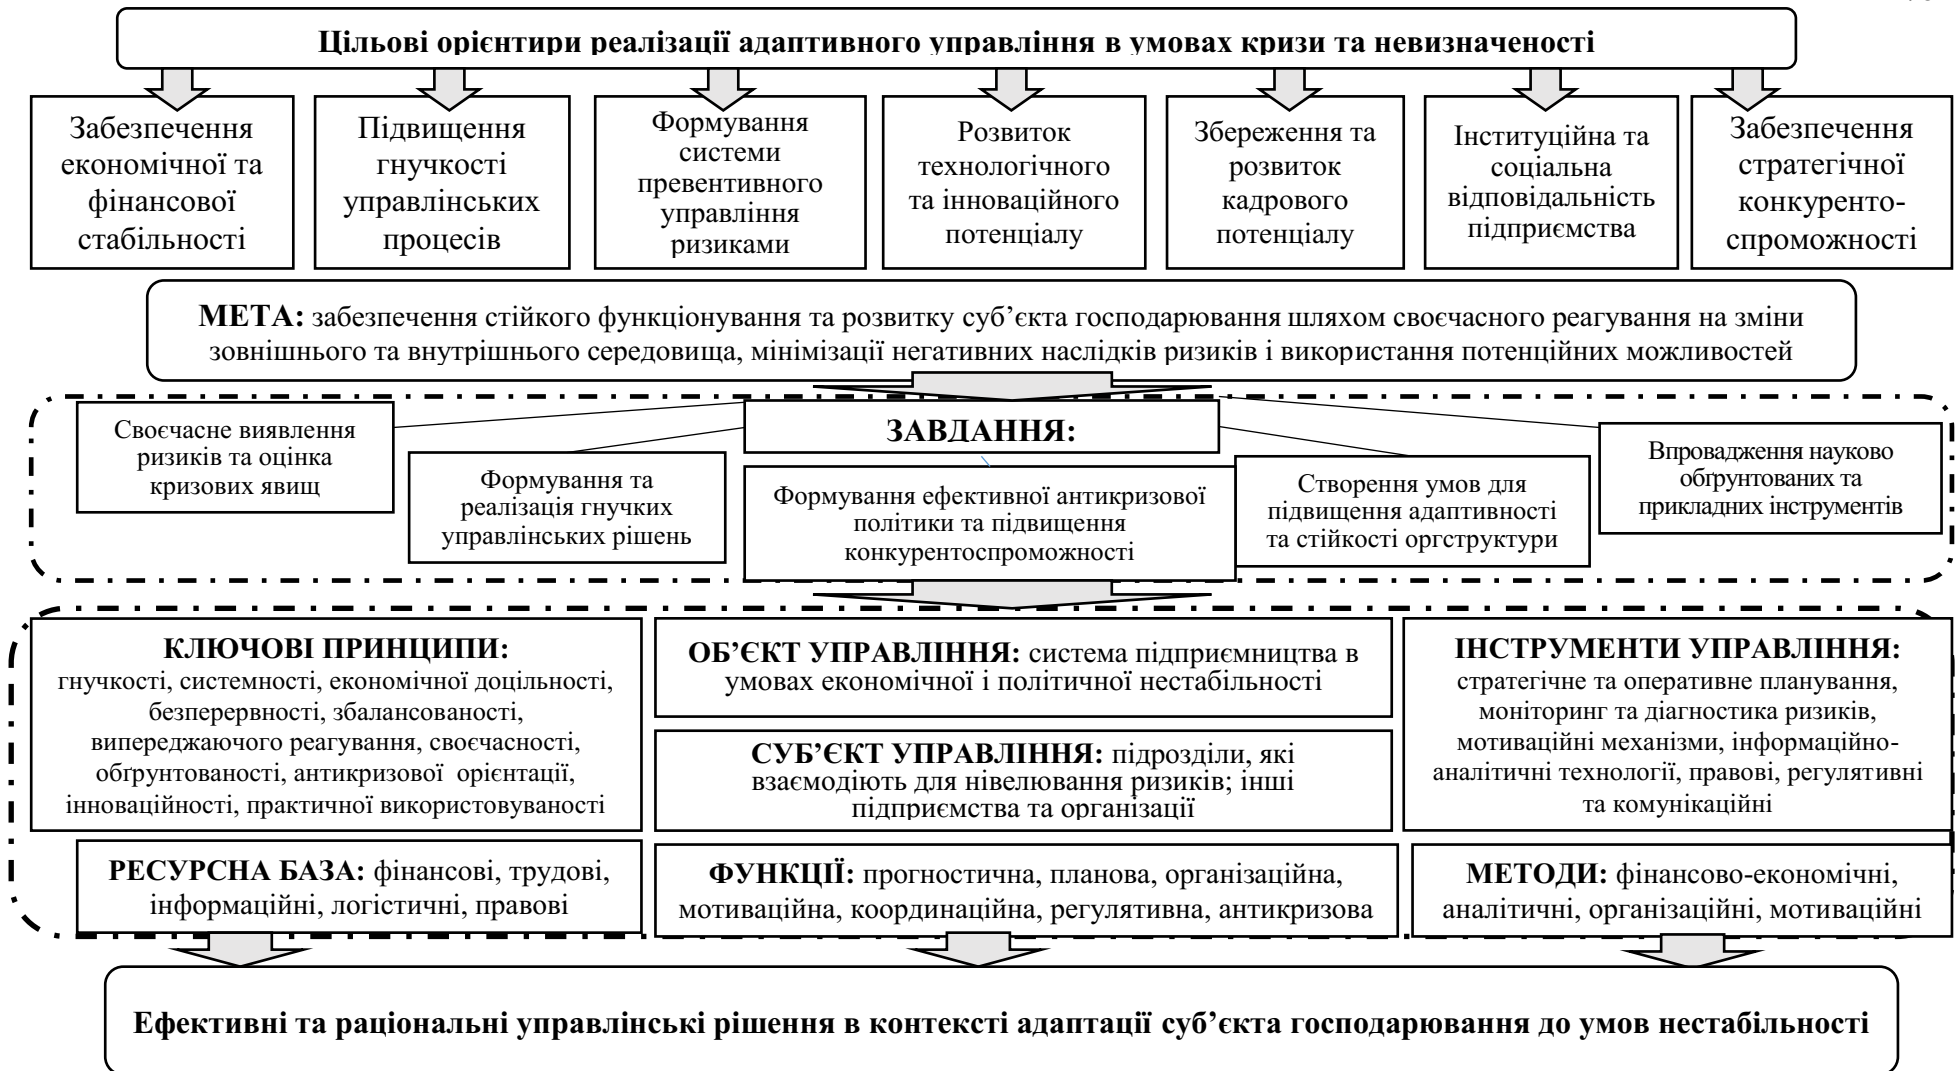 Цільові орієнтири реалізації адаптивного управління в умовах кризи та невизначеності
Забезпечення
економічної та
фінансової
стабільності
Підвищення
гнучкості
управлінських
процесів
Формування
системи
превентивного
управління
ризиками
Розвиток
технологічного
та інноваційного
потенціалу
Збереження та
розвиток
кадрового
потенціалу
Інституційна та
соціальна
відповідальність
підприємства
Забезпечення
стратегічної
конкуренто-
спроможності
МЕТА: забезпечення стійкого функціонування та розвитку суб’єкта господарювання шляхом своєчасного реагування на зміни
зовнішнього та внутрішнього середовища, мінімізації негативних наслідків ризиків і використання потенційних можливостей
ЗАВДАННЯ:
Своєчасне виявлення
ризиків та оцінка
кризових явищ
Формування та
реалізація гнучких
управлінських рішень
Формування ефективної антикризової
політики та підвищення
конкурентоспроможності
Створення умов для
підвищення адаптивності
та стійкості оргструктури
Впровадження науково
обґрунтованих та
прикладних інструментів
КЛЮЧОВІ ПРИНЦИПИ:
гнучкості, системності, економічної доцільності,
безперервності, збалансованості,
випереджаючого реагування, своєчасності,
обґрунтованості, антикризової орієнтації,
інноваційності, практичної використовуваності
ОБ’ЄКТ УПРАВЛІННЯ: система підприємництва в
умовах економічної і політичної нестабільності
СУБ’ЄКТ УПРАВЛІННЯ: підрозділи, які
взаємодіють для нівелювання ризиків; інші
підприємства та організації
ІНСТРУМЕНТИ УПРАВЛІННЯ:
стратегічне та оперативне планування,
моніторинг та діагностика ризиків,
мотиваційні механізми, інформаційно-
аналітичні технології, правові, регулятивні
та комунікаційні
РЕСУРСНА БАЗА: фінансові, трудові,
інформаційні, логістичні, правові
ФУНКЦІЇ: прогностична, планова, організаційна,
мотиваційна, координаційна, регулятивна, антикризова
МЕТОДИ: фінансово-економічні,
аналітичні, організаційні, мотиваційні
Ефективні та раціональні управлінські рішення в контексті адаптації суб’єкта господарювання до умов нестабільності